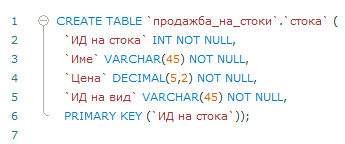 1 CREATE TABLE `продажба_на_стоки`.`стока` (
2 `ИД на стока` INT NOT NULL,
3 `Име` VARCHAR(45) NOT NULL,
4 `Цена` DECIMAL(5,2) NOT NULL,
5 `ИД на вид` VARCHAR(45) NOT NULL,
6 PRIMARY KEY (`ИД на стока`));
7